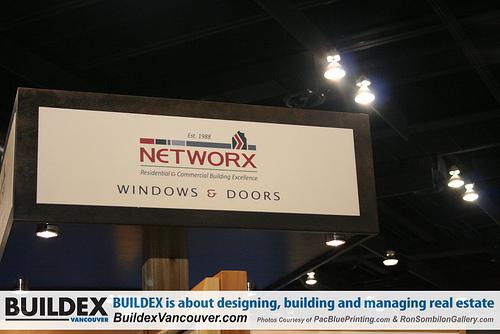 Est. 1988
NETWORX
Residential & Commercial Building Excellence
WINDOWS & DOORS
BUILDEX
VANCOUVER
BUILDEX is about designing, building and managing real estate
BuildexVancouver.com
Photos Courtesy of PacBluePrinting.com & RonSombilonGallery.com